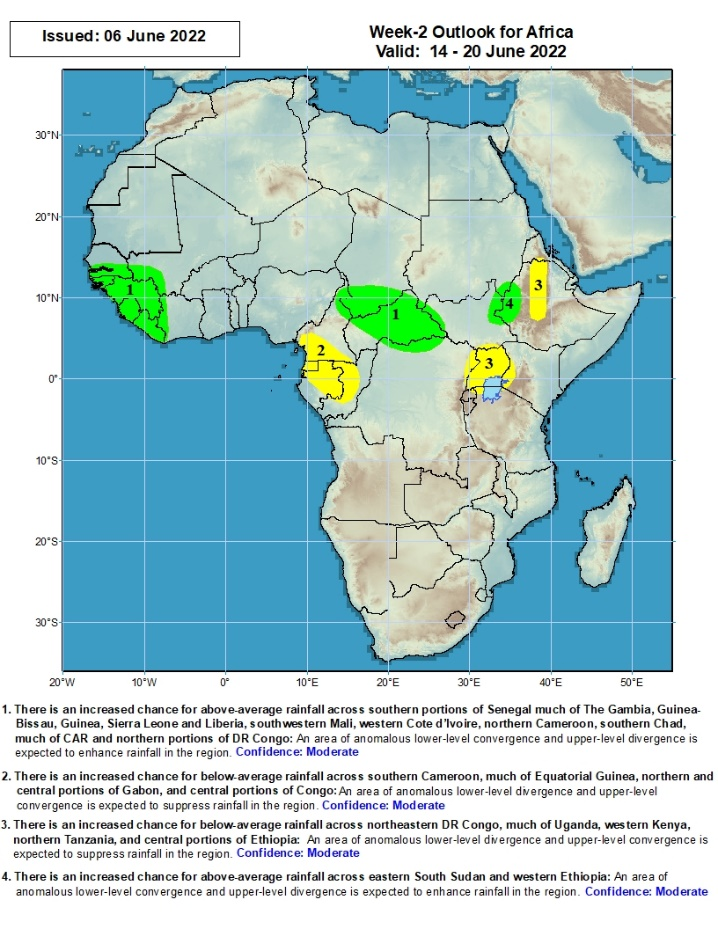 Issued: 06 June 2022
Week-2 Outlook for Africa
Valid: 14 - 20 June 2022
30°N
20°N
10°N
0°
10°S
20°S
30°S
1
1
2
3
3
4
20°W
10°W
0°
10°E
20°E
30°E
40°E
50°E
1. There is an increased chance for above-average rainfall across southern portions of Senegal much of The Gambia, Guinea-
Bissau, Guinea, Sierra Leone and Liberia, southwestern Mali, western Cote d'Ivoire, northern Cameroon, southern Chad,
much of CAR and northern portions of DR Congo: An area of anomalous lower-level convergence and upper-level divergence is
expected to enhance rainfall in the region. Confidence: Moderate
2. There is an increased chance for below-average rainfall across southern Cameroon, much of Equatorial Guinea, northern and
central portions of Gabon, and central portions of Congo: An area of anomalous lower-level divergence and upper-level
convergence is expected to suppress rainfall in the region. Confidence: Moderate
3. There is an increased chance for below-average rainfall across northeastern DR Congo, much of Uganda, western Kenya,
northern Tanzania, and central portions of Ethiopia: An area of anomalous lower-level divergence and upper-level convergence is
expected to suppress rainfall in the region. Confidence: Moderate
4. There is an increased chance for above-average rainfall across eastern South Sudan and western Ethiopia: An area of
anomalous lower-level convergence and upper-level divergence is expected to enhance rainfall in the region. Confidence: Moderate